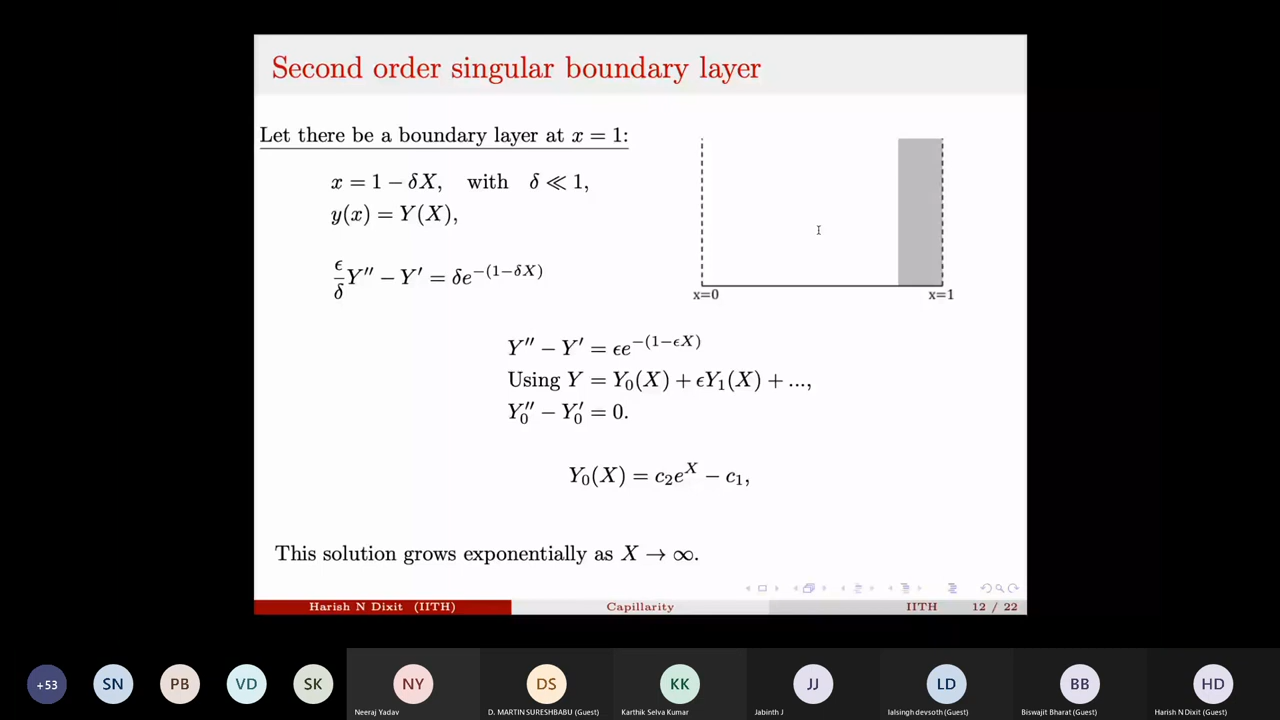 Second order singular boundary layer
Let there be a boundary layer at x = 1:
x = 1 − δX, with δ ≪ 1,
y(x) = Y(X),
ϵ/δ Y″ − Y′ = δe^{−(1−δX)}
x=0 x=1
Y″ − Y′ = ϵe^{−(1−ϵX)}
Using Y = Y₀(X) + ϵY₁(X) + ...,
Y₀″ − Y₀′ = 0.
Y₀(X) = c₂e^X − c₁,
This solution grows exponentially as X → ∞.
Harish N Dixit (IITH) Capillarity IITH 12 / 22
+53 SN PB VD SK NY DS KK JJ LD BB HD
Neeraj Yadav D. MARTIN SURESHBABU (Guest) Karthik Selva Kumar Jabinth J lalsingh devsoth (Guest) Biswajit Bharat (Guest) Harish N Dixit (Guest)